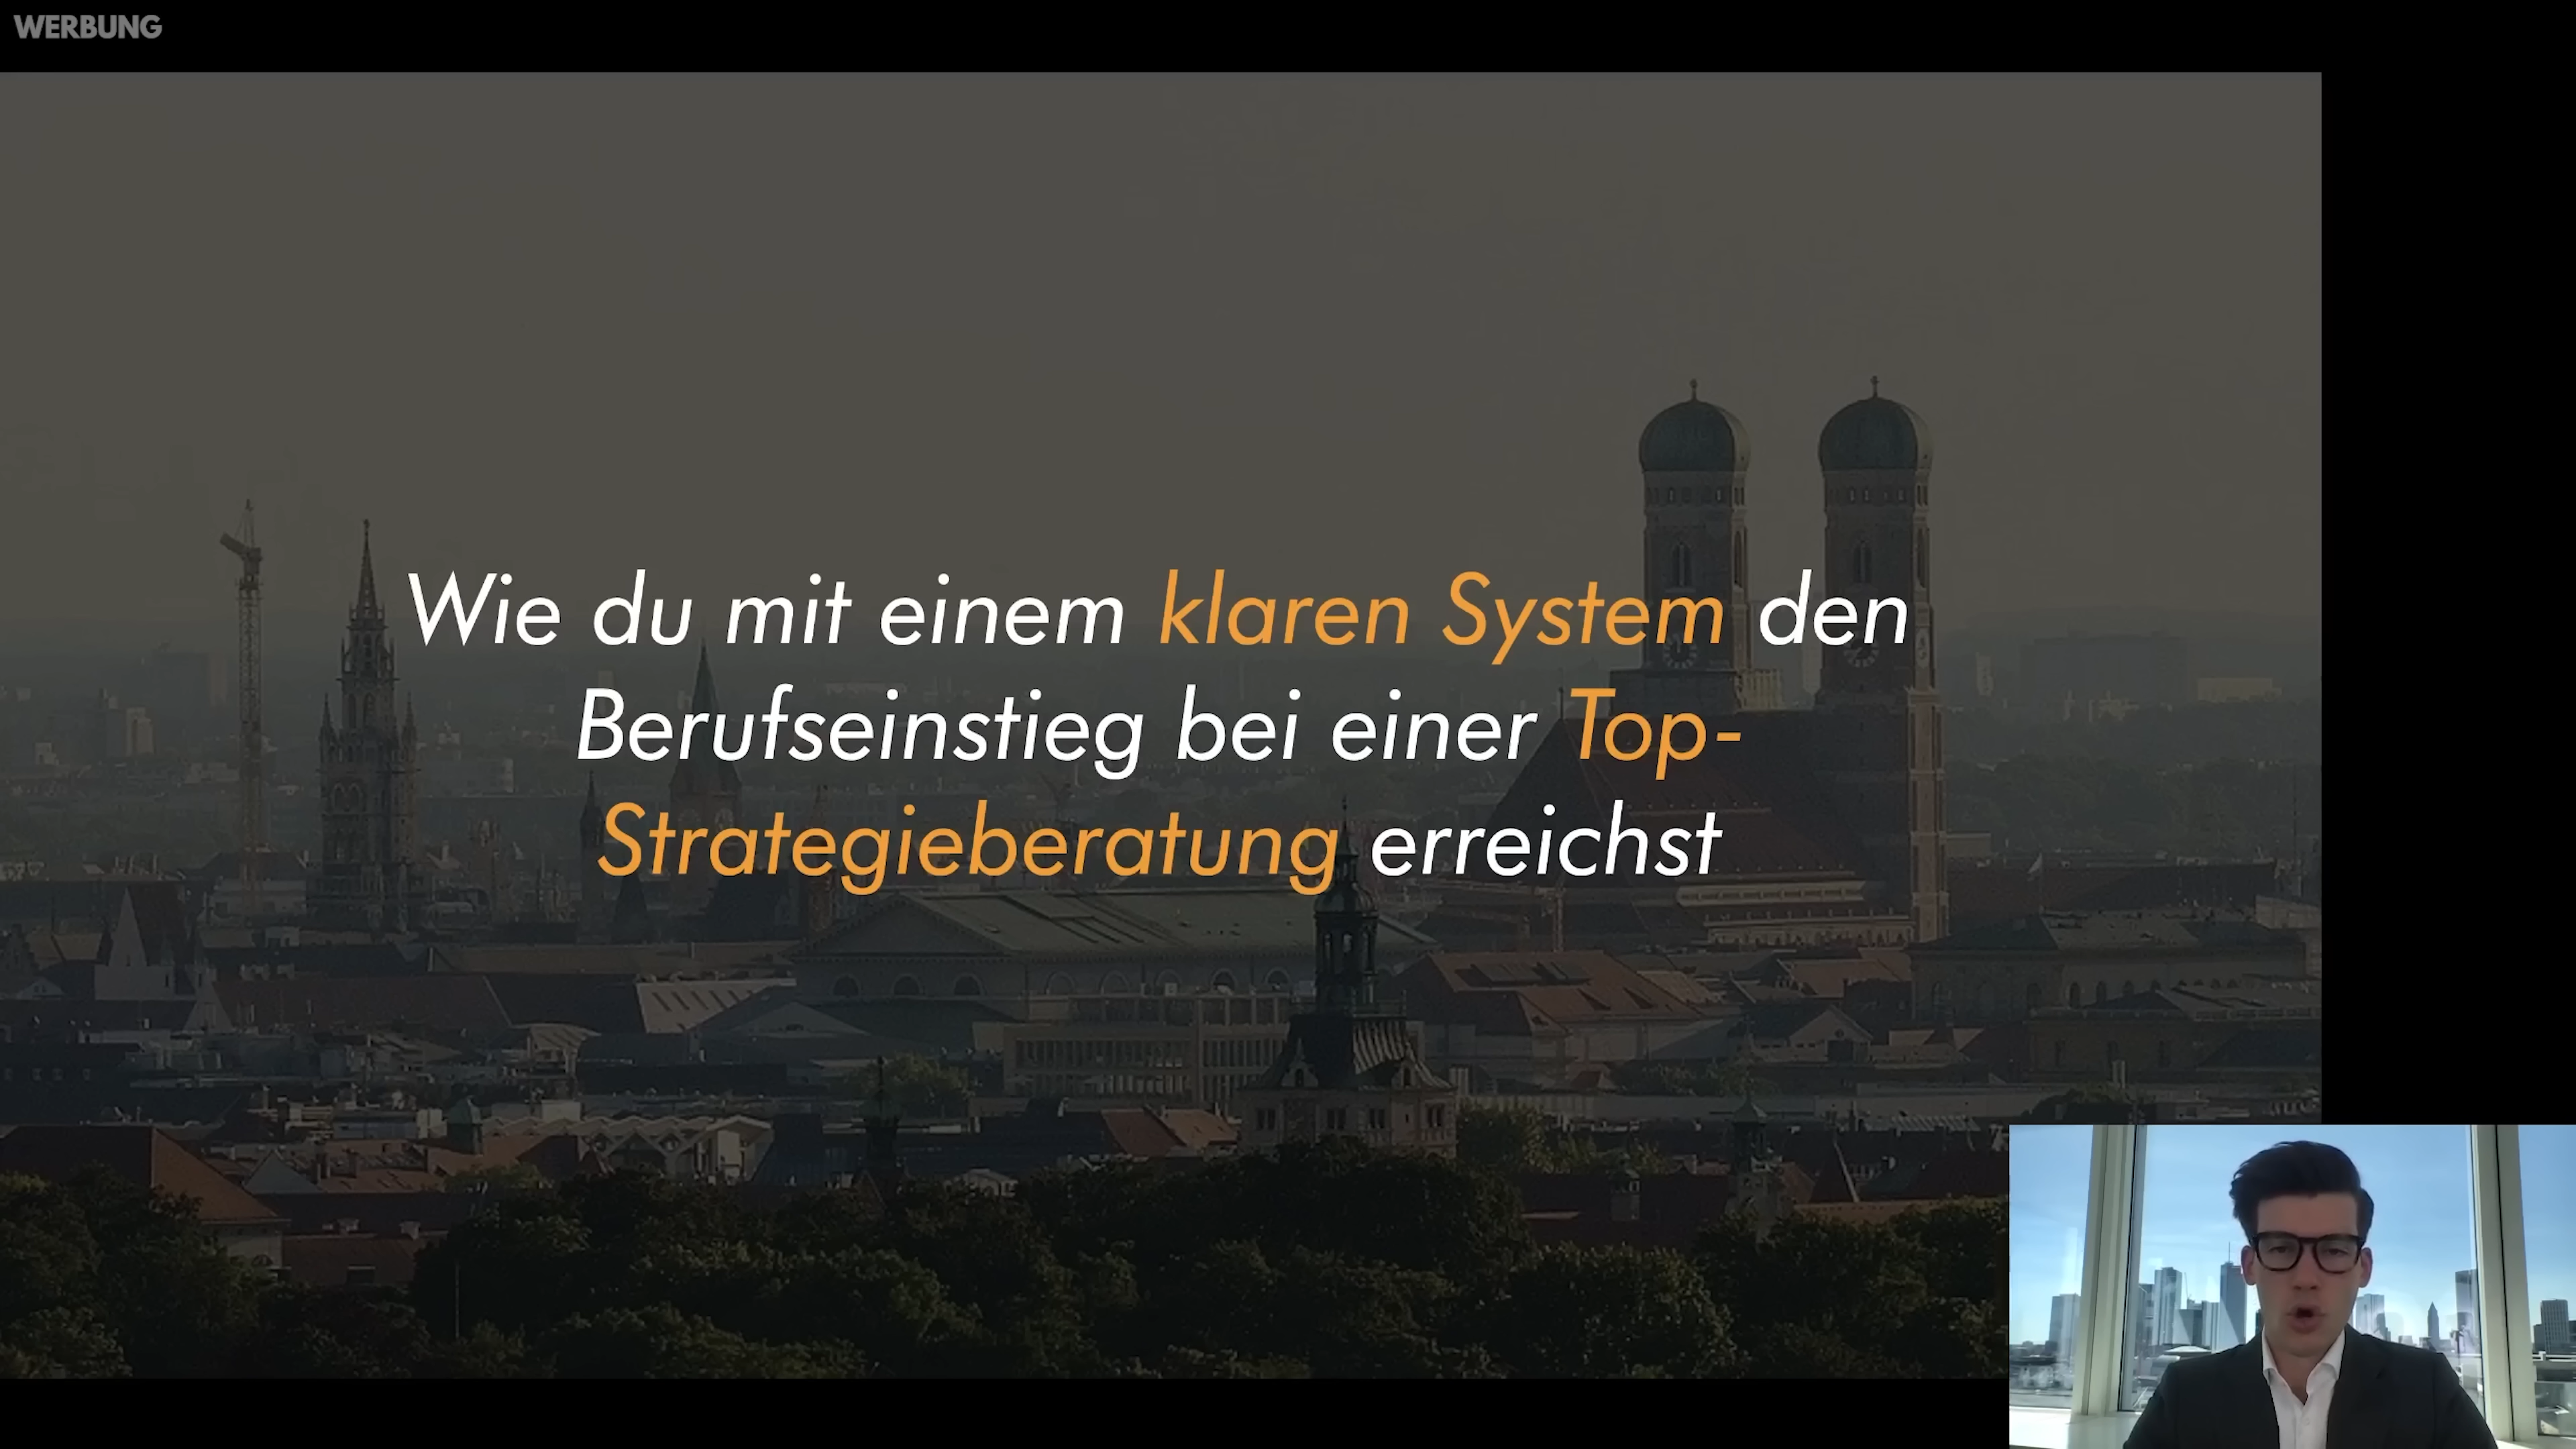 WERBUNG
Wie du mit einem klaren System den
Berufseinstieg bei einer Top-
Strategieberatung erreichst